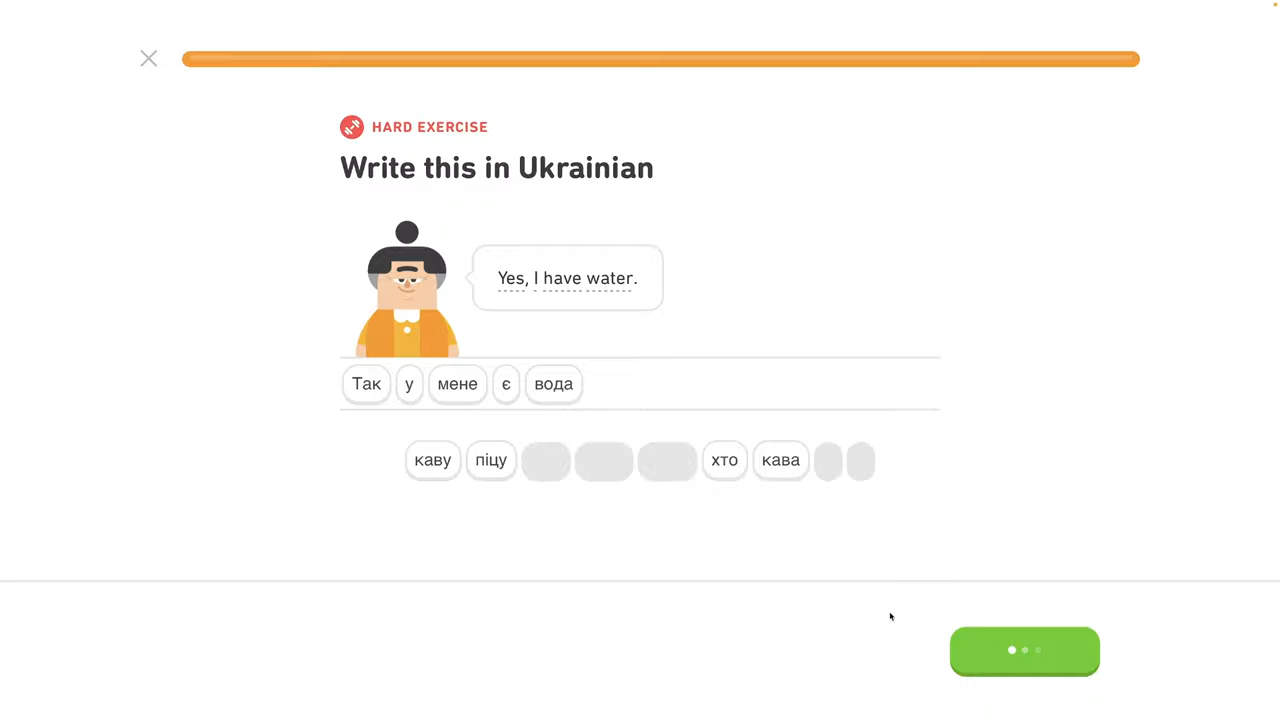 HARD EXERCISE
Write this in Ukrainian
Yes, I have water.
Так у мене є вода
каву піцу хто кава